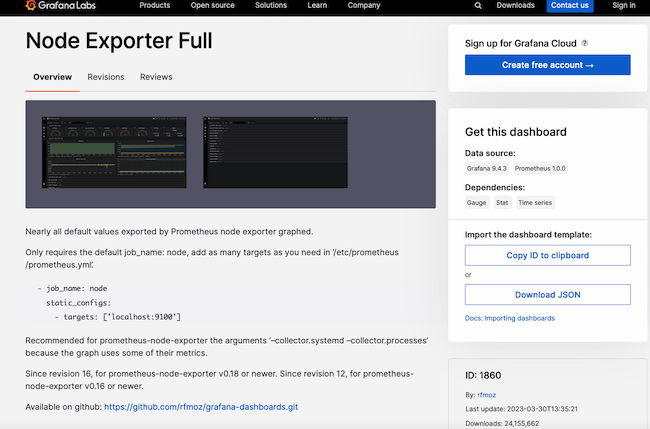 Grafana Labs
Products
Open source
Solutions
Learn
Company
Downloads
Contact us
Sign in
Node Exporter Full
Overview
Revisions
Reviews
Nearly all default values exported by Prometheus node exporter graphed.
Only requires the default job_name: node, add as many targets as you need in '/etc/prometheus
/prometheus.yml'.
- job_name: node
static_configs:
- targets: ['localhost:9100']
Recommended for prometheus-node-exporter the arguments '–collector.systemd –collector.processes'
because the graph uses some of their metrics.
Since revision 16, for prometheus-node-exporter v0.18 or newer. Since revision 12, for prometheus-
node-exporter v0.16 or newer.
Available on github: https://github.com/rfmoz/grafana-dashboards.git
Sign up for Grafana Cloud ?
Create free account →
Get this dashboard
Data source:
Grafana 9.4.3
Prometheus 1.0.0
Dependencies:
Gauge
Stat
Time series
Import the dashboard template:
Copy ID to clipboard
or
Download JSON
Docs: Importing dashboards
ID: 1860
By: rfmoz
Last update: 2023-03-30T13:35:21
Downloads: 24,155,662